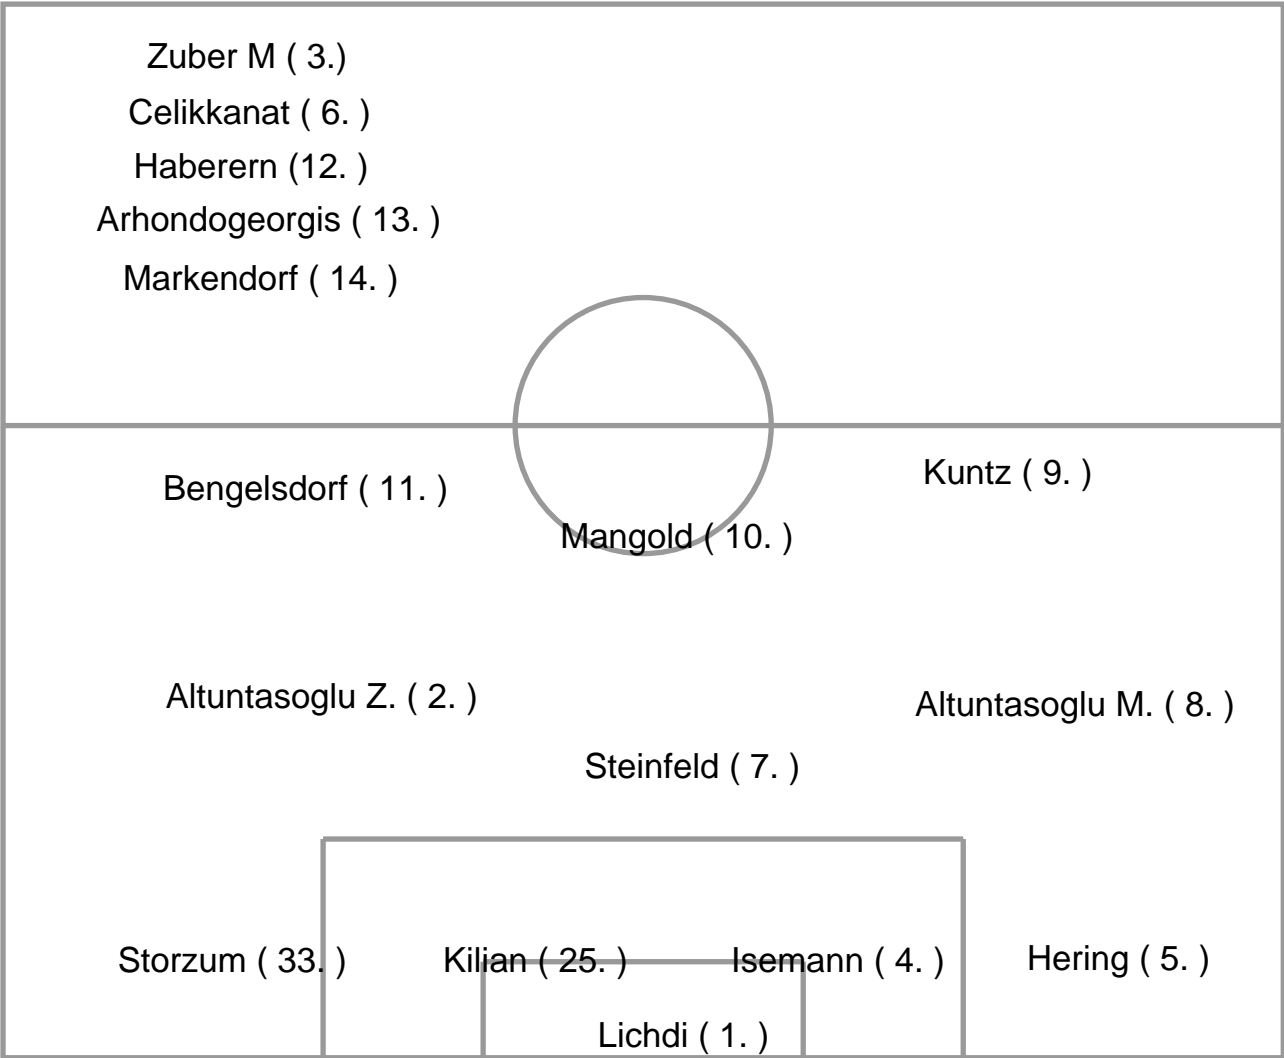 Zuber M ( 3.)
Celikkanat ( 6. )
Haberern (12. )
Arhondogeorgis ( 13. )
Markendorf ( 14. )
Bengelsdorf ( 11. )
Kuntz ( 9. )
Mangold ( 10. )
Altuntasoglu Z. ( 2. )
Altuntasoglu M. ( 8. )
Steinfeld ( 7. )
Storzum ( 33. )
Kilian ( 25. )
Isemann ( 4. )
Hering ( 5. )
Lichdi ( 1. )